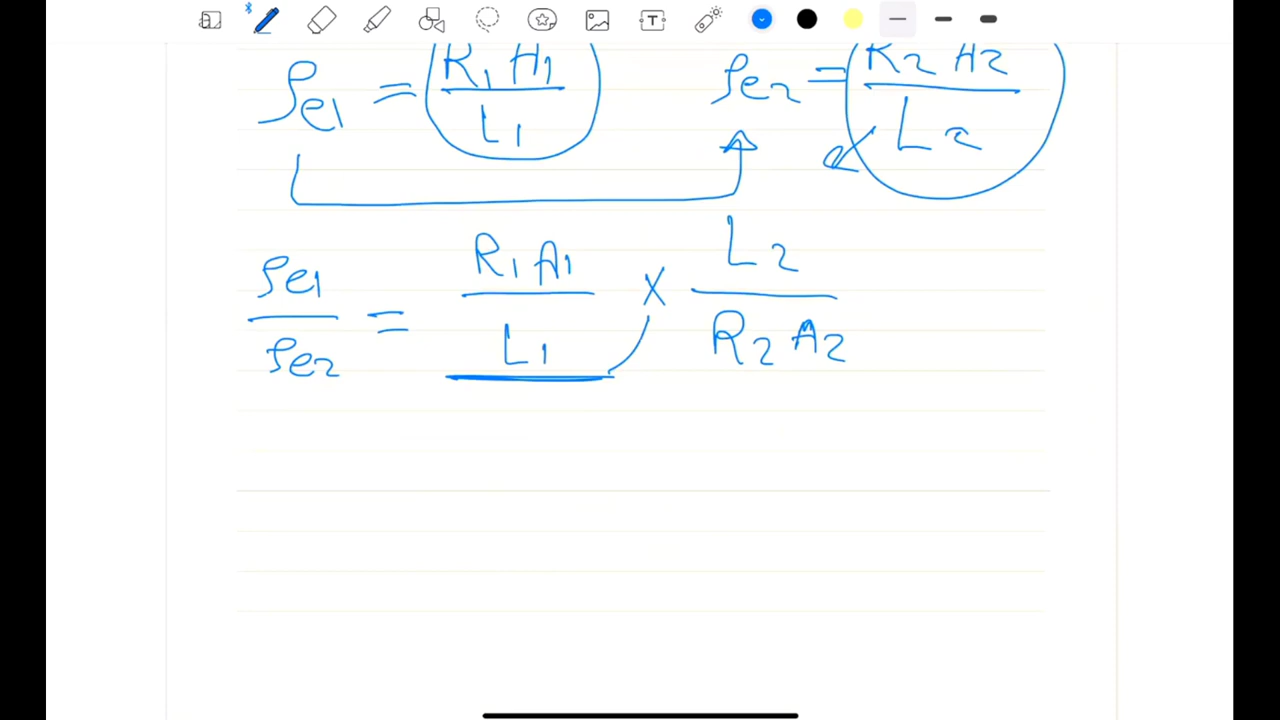 ρe1 = R1 A1 / L1    ρe2 = R2 A2 / L2
ρe1 / ρe2 = R1 A1 / L1 × L2 / R2 A2